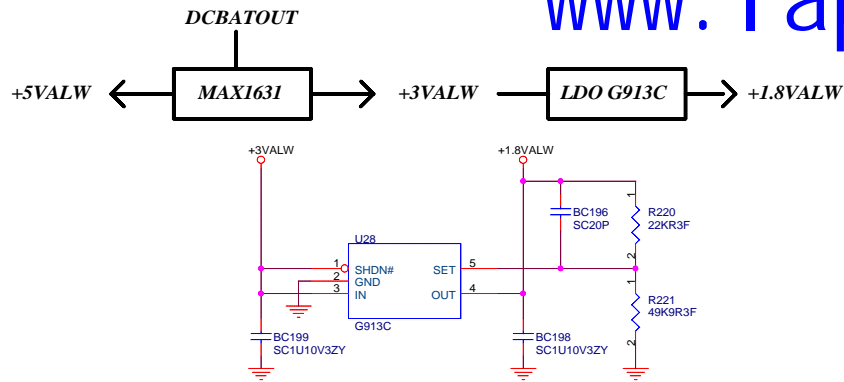 www.rap
DCBATOUT
+5VALW MAX1631 +3VALW LDO G913C +1.8VALW
+3VALW +1.8VALW
BC196
SC20P
1
R220
22KR3F
2
U28
1 SHDN# SET 5
2 GND
3 IN OUT 4
G913C
1
R221
49K9R3F
2
BC199
SC1U10V3ZY
BC198
SC1U10V3ZY